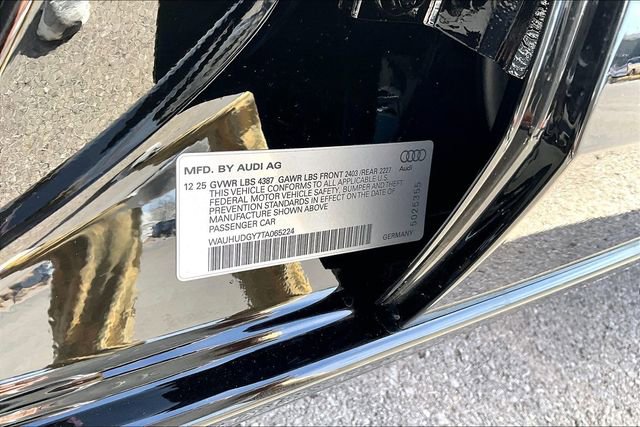 MFD. BY AUDI AG
Audi
12 25 GVWR LBS 4387 GAWR LBS FRONT 2403 /REAR 2227
THIS VEHICLE CONFORMS TO ALL APPLICABLE U.S.
FEDERAL MOTOR VEHICLE SAFETY, BUMPER AND THEFT
PREVENTION STANDARDS IN EFFECT ON THE DATE OF
MANUFACTURE SHOWN ABOVE
PASSENGER CAR
WAUHUDGY7TA065224
GERMANY
5025355